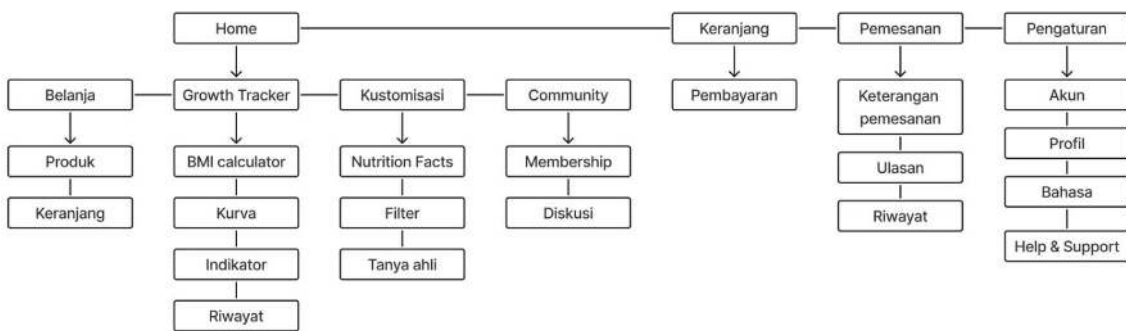 Home
Keranjang
Pemesanan
Pengaturan
Belanja
Growth Tracker
Kustomisasi
Community
Pembayaran
Keterangan
pemesanan
Akun
Produk
BMI calculator
Nutrition Facts
Membership
Ulasan
Profil
Keranjang
Kurva
Filter
Diskusi
Riwayat
Bahasa
Indikator
Tanya ahli
Help & Support
Riwayat